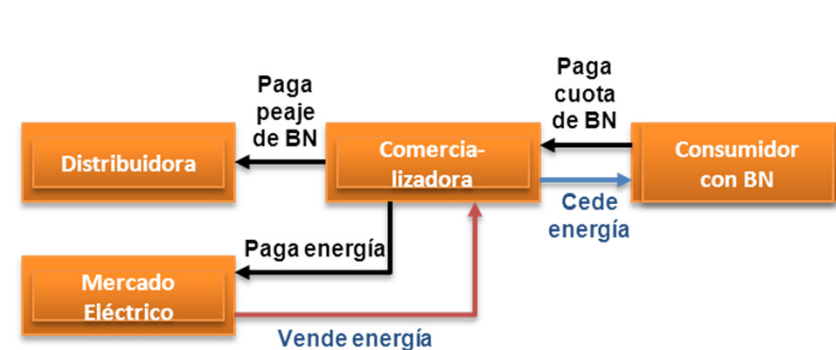 Paga
peaje
de BN
Paga
cuota
de BN
Distribuidora
Comercia-
lizadora
Consumidor
con BN
Cede
energía
Paga energía
Mercado
Eléctrico
Vende energía